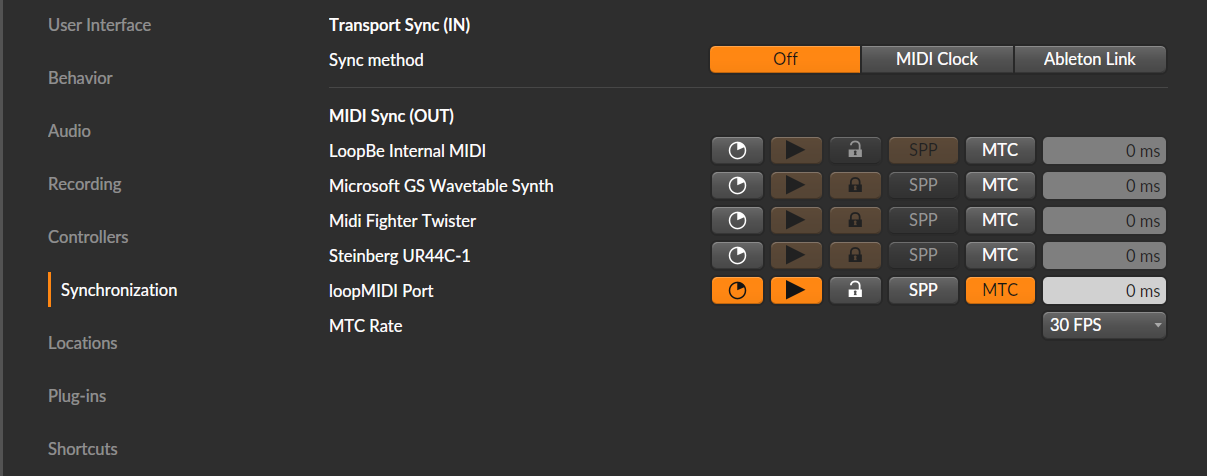 User Interface
Transport Sync (IN)
Sync method Off MIDI Clock Ableton Link
Behavior
MIDI Sync (OUT)
Audio
LoopBe Internal MIDI SPP MTC 0 ms
Recording
Microsoft GS Wavetable Synth SPP MTC 0 ms
Midi Fighter Twister SPP MTC 0 ms
Controllers
Steinberg UR44C-1 SPP MTC 0 ms
Synchronization
loopMIDI Port SPP MTC 0 ms
MTC Rate 30 FPS
Locations
Plug-ins
Shortcuts